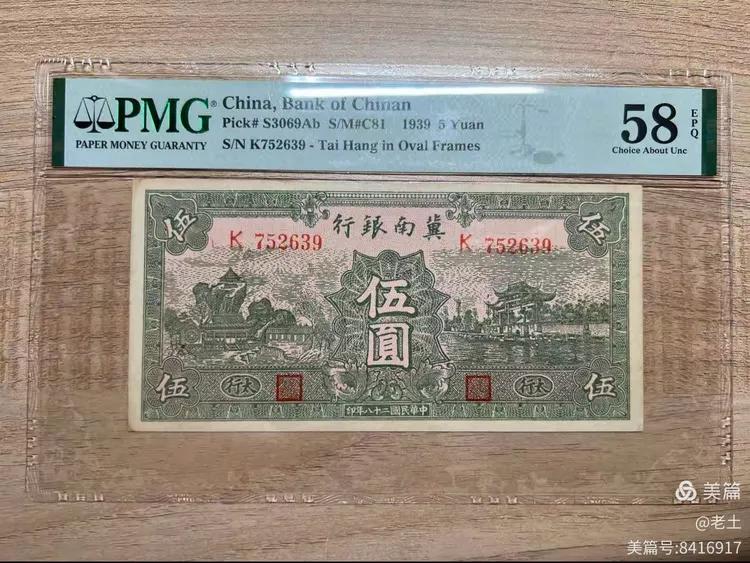 PMG®
PAPER MONEY GUARANTY
China, Bank of Chinan
Pick# S3069Ab S/M#C81 1939 5 Yuan
S/N K752639 - Tai Hang in Oval Frames
58
EPQ
Choice About Unc
行銀南冀
伍
伍
K 752639
K 752639
伍圓
伍
伍
行太
行太
印年八十二國民華中
美篇
@老土
美篇号:8416917